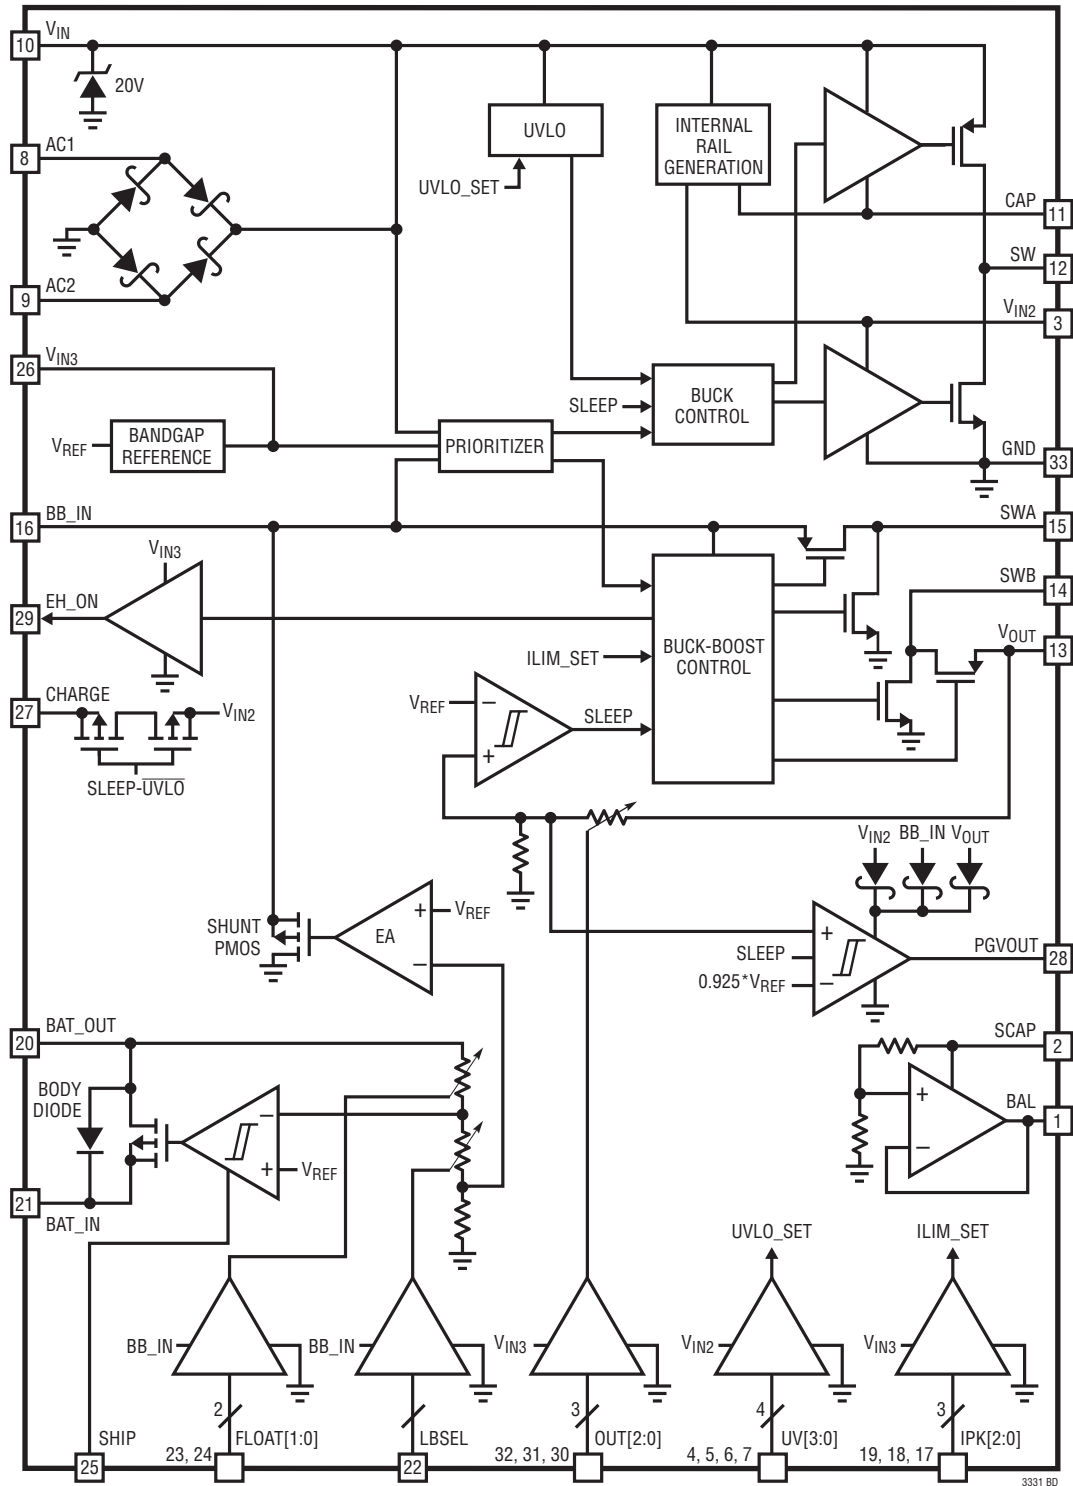 10
VIN
20V
8
AC1
9
AC2
UVLO
UVLO_SET
INTERNAL
RAIL
GENERATION
CAP
11
SW
12
VIN2
3
26
VIN3
VREF
BANDGAP
REFERENCE
PRIORITIZER
SLEEP
BUCK
CONTROL
GND
33
16
BB_IN
SWA
15
VIN3
29
EH_ON
SWB
14
VOUT
13
ILIM_SET
BUCK-BOOST
CONTROL
27
CHARGE
VIN2
SLEEP-UVLO
VREF
−
+
SLEEP
VIN2 BB_IN VOUT
SHUNT
PMOS
EA
+
−
VREF
+
−
SLEEP
0.925*VREF
PGVOUT
28
20
BAT_OUT
SCAP
2
BODY
DIODE
−
+
VREF
+
−
BAL
1
21
BAT_IN
UVLO_SET
ILIM_SET
BB_IN
BB_IN
VIN3
VIN2
VIN3
2
3
4
3
SHIP
25
23, 24
FLOAT[1:0]
22
LBSEL
32, 31, 30
OUT[2:0]
4, 5, 6, 7
UV[3:0]
19, 18, 17
IPK[2:0]
3331 BD